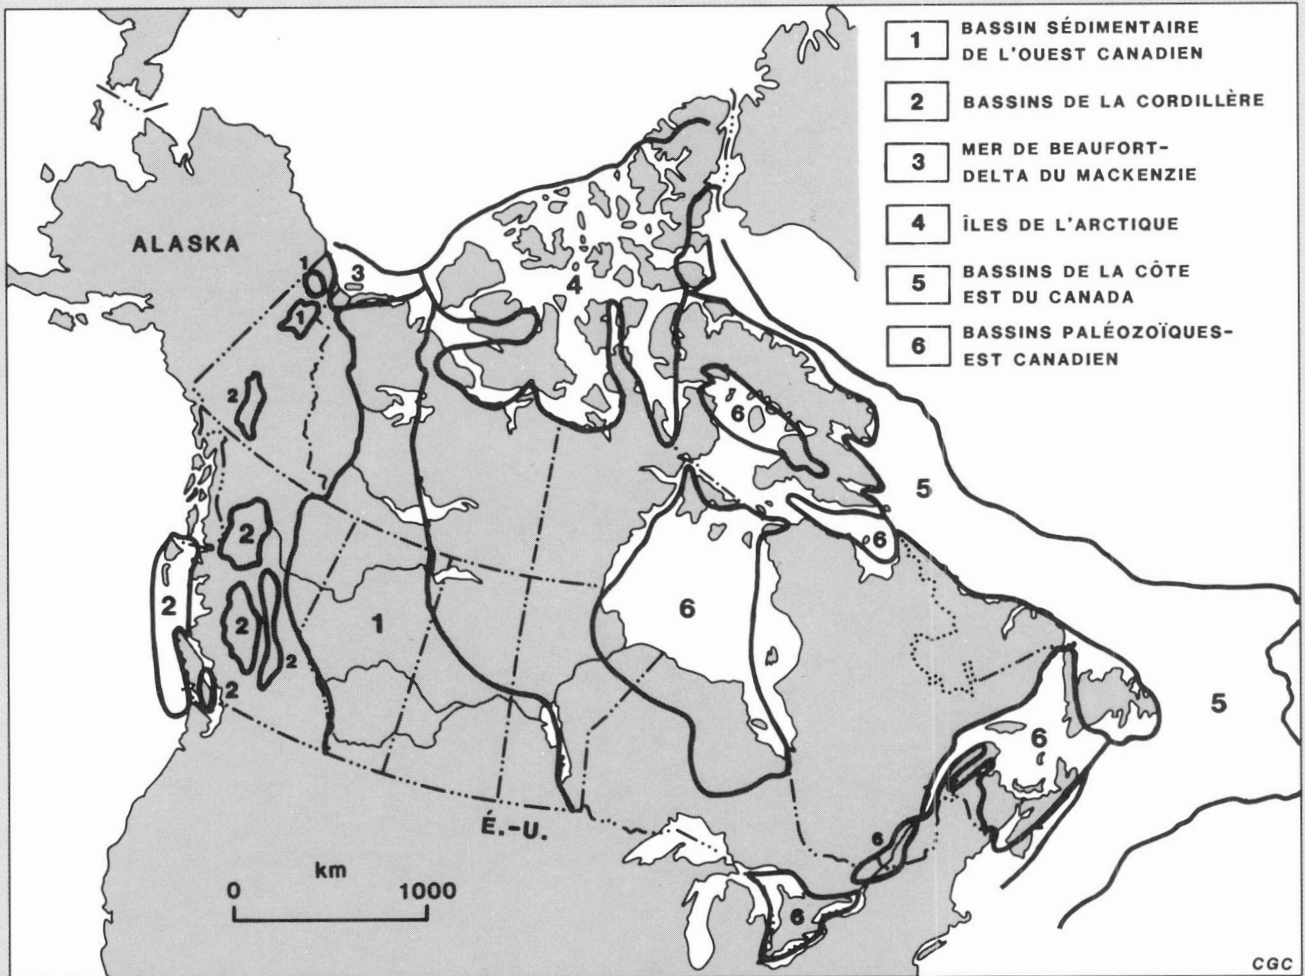 1 BASSIN SÉDIMENTAIRE
DE L'OUEST CANADIEN
2 BASSINS DE LA CORDILLÈRE
3 MER DE BEAUFORT-
DELTA DU MACKENZIE
4 ÎLES DE L'ARCTIQUE
5 BASSINS DE LA CÔTE
EST DU CANADA
6 BASSINS PALÉOZOÏQUES-
EST CANADIEN
ALASKA
1
3
4
1
2
6
5
2
6
2
6
2
1
2
2
5
6
É.-U.
6
km
0 1000
6
CGC